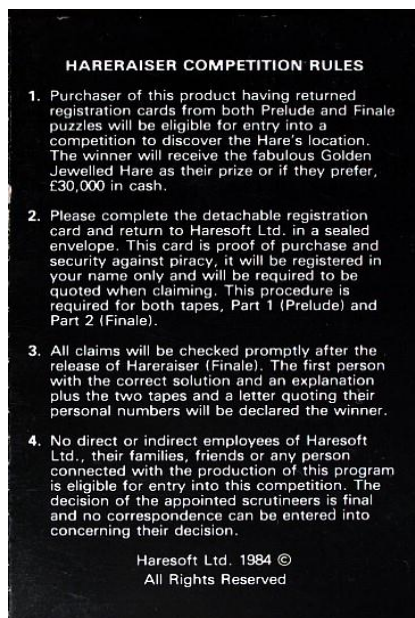 HARERAISER COMPETITION RULES
1. Purchaser of this product having returned
registration cards from both Prelude and Finale
puzzles will be eligible for entry into a
competition to discover the Hare's location.
The winner will receive the fabulous Golden
Jewelled Hare as their prize or if they prefer,
£30,000 in cash.
2. Please complete the detachable registration
card and return to Haresoft Ltd. in a sealed
envelope. This card is proof of purchase and
security against piracy, it will be registered in
your name only and will be required to be
quoted when claiming. This procedure is
required for both tapes, Part 1 (Prelude) and
Part 2 (Finale).
3. All claims will be checked promptly after the
release of Hareraiser (Finale). The first person
with the correct solution and an explanation
plus the two tapes and a letter quoting their
personal numbers will be declared the winner.
4. No direct or indirect employees of Haresoft
Ltd., their families, friends or any person
connected with the production of this program
is eligible for entry into this competition. The
decision of the appointed scrutineers is final
and no correspondence can be entered into
concerning their decision.
Haresoft Ltd. 1984 ©
All Rights Reserved